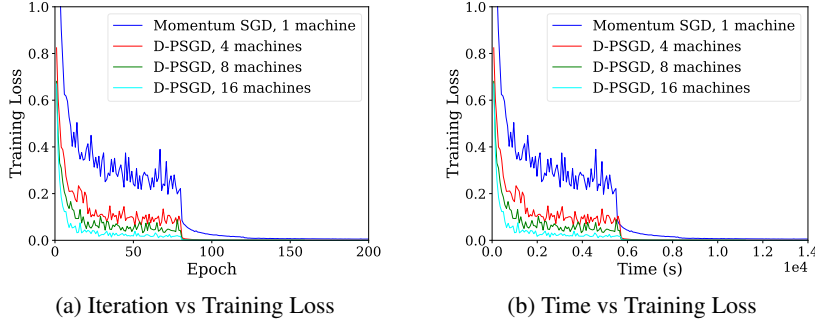 1.0
0.8
0.6
0.4
0.2
0.0
Training Loss
Momentum SGD, 1 machine
D-PSGD, 4 machines
D-PSGD, 8 machines
D-PSGD, 16 machines
0 50 100 150 200
Epoch
(a) Iteration vs Training Loss
1.0
0.8
0.6
0.4
0.2
0.0
Training Loss
Momentum SGD, 1 machine
D-PSGD, 4 machines
D-PSGD, 8 machines
D-PSGD, 16 machines
0.0 0.2 0.4 0.6 0.8 1.0 1.2 1.4
Time (s)
1e4
(b) Time vs Training Loss